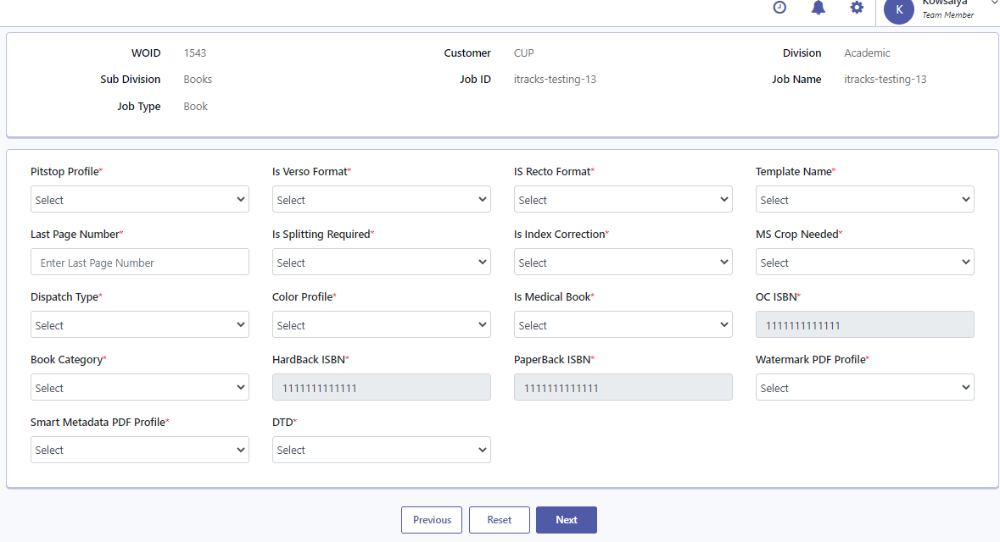 K
Kowsalya
Team Member
WOID 1543 Customer CUP Division Academic
Sub Division Books Job ID itracks-testing-13 Job Name itracks-testing-13
Job Type Book
Pitstop Profile* Is Verso Format* IS Recto Format* Template Name*
Select Select Select Select
Last Page Number* Is Splitting Required* Is Index Correction* MS Crop Needed*
Enter Last Page Number Select Select Select
Dispatch Type* Color Profile* Is Medical Book* OC ISBN*
Select Select Select 1111111111111
Book Category* HardBack ISBN* PaperBack ISBN* Watermark PDF Profile*
Select 1111111111111 1111111111111 Select
Smart Metadata PDF Profile* DTD*
Select Select
Previous Reset Next